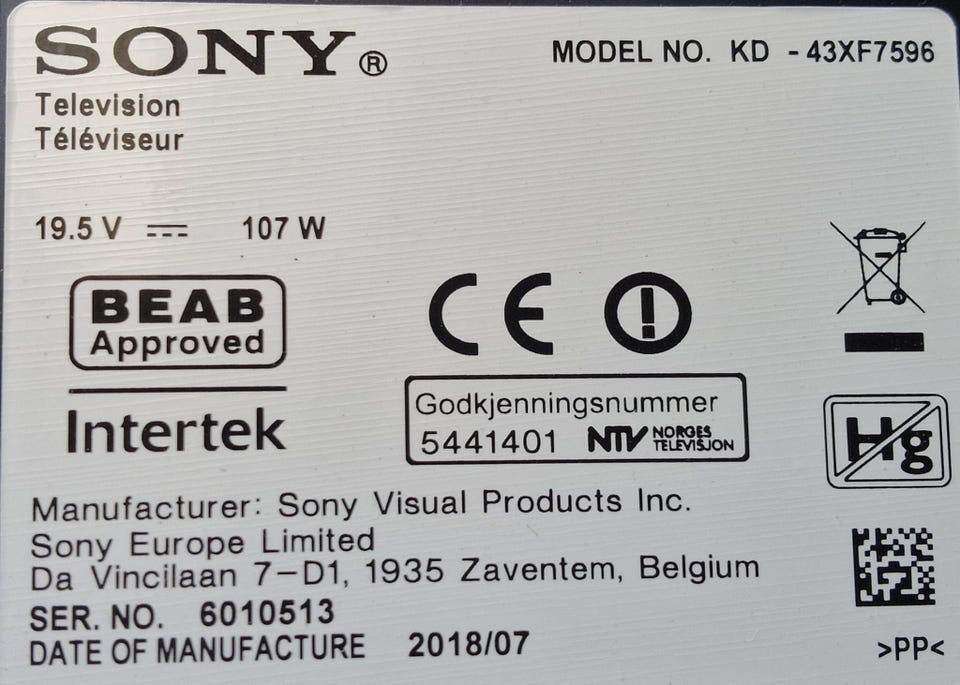 SONY®
MODEL NO. KD - 43XF7596
Television
Téléviseur
19.5 V 107 W
BEAB
Approved
Intertek
CE
Godkjenningsnummer
5441401 NTV NORGES TELEVISJON
Hg
Manufacturer: Sony Visual Products Inc.
Sony Europe Limited
Da Vincilaan 7-D1, 1935 Zaventem, Belgium
SER. NO. 6010513
DATE OF MANUFACTURE 2018/07
>PP<